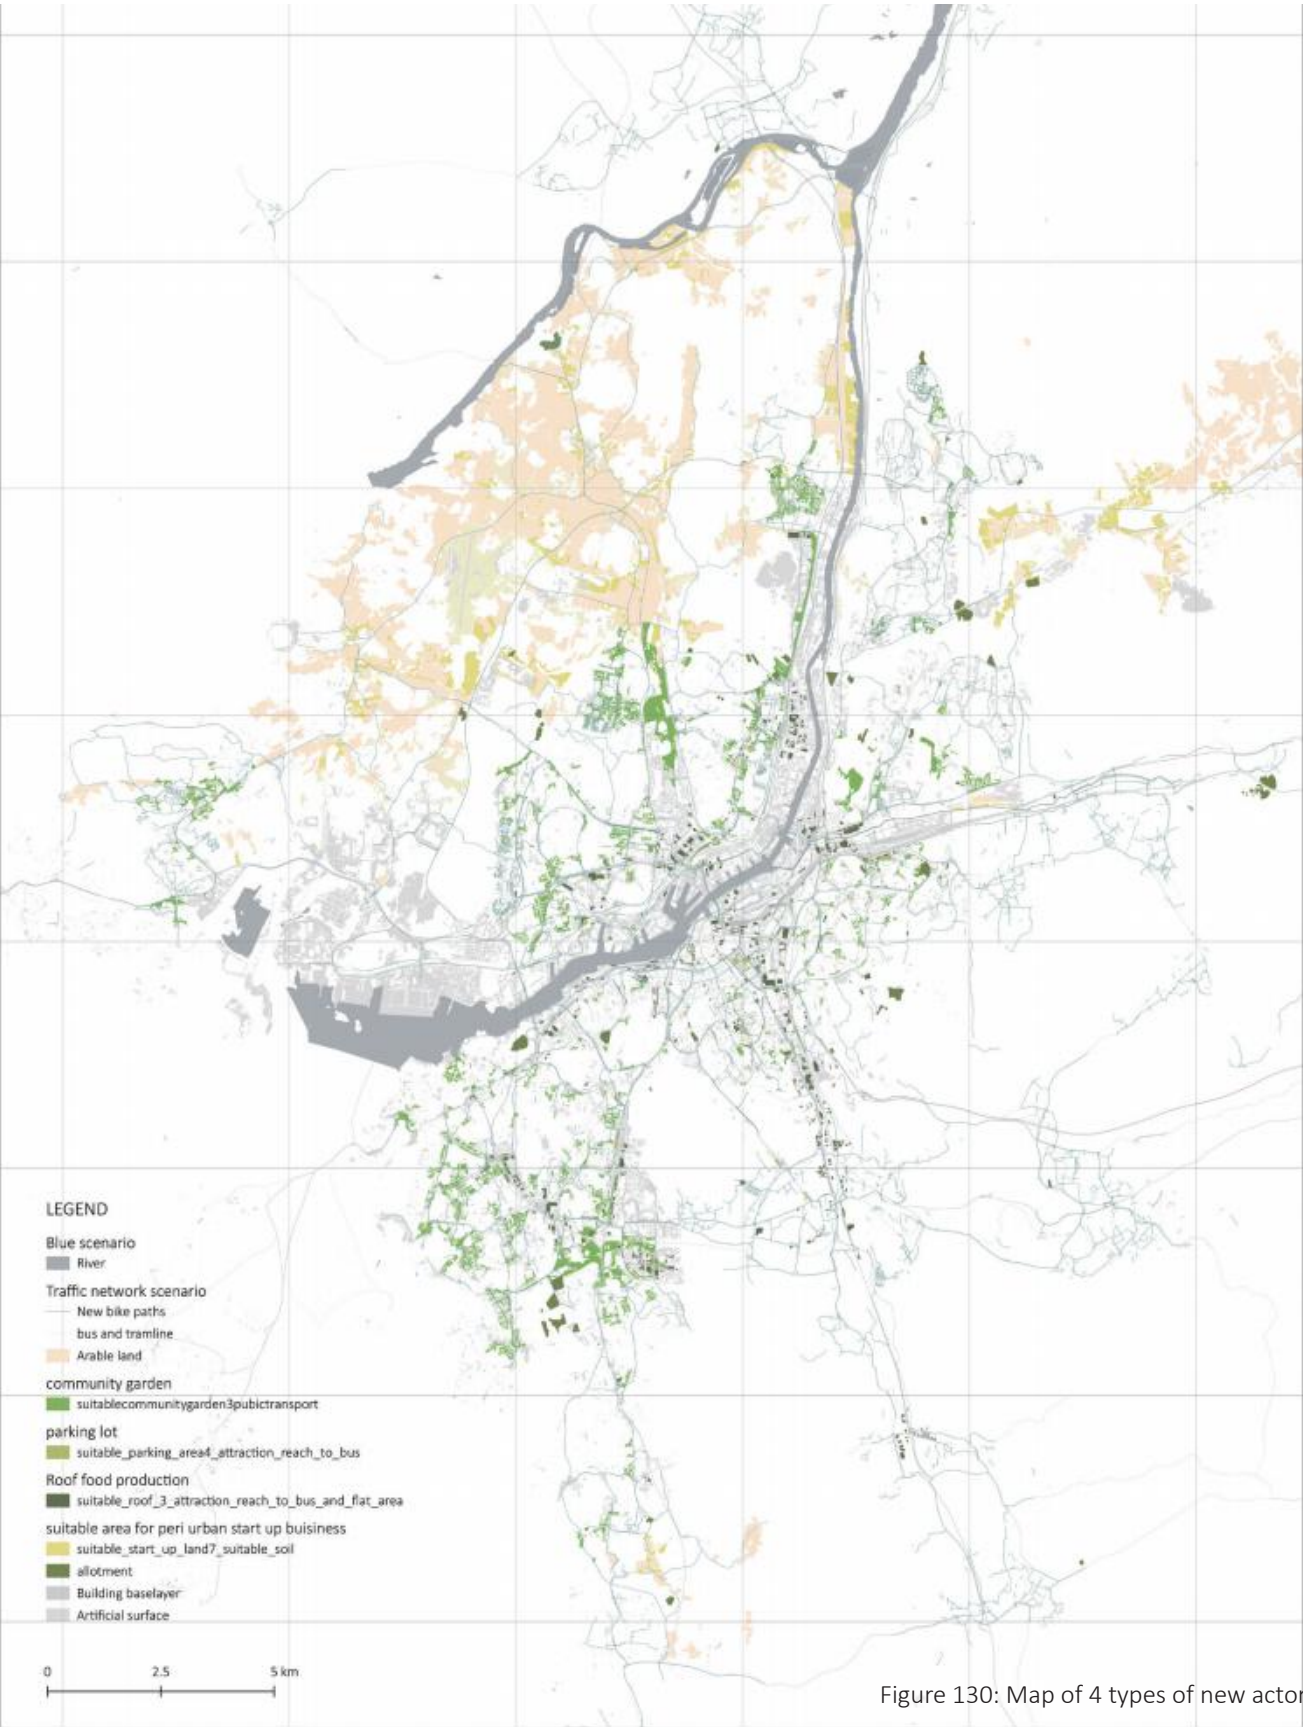 LEGEND
Blue scenario
River
Traffic network scenario
New bike paths
bus and tramline
Arable land
community garden
suitablecommunitygarden3pubictransport
parking lot
suitable_parking_area4_attraction_reach_to_bus
Roof food production
suitable_roof_3_attraction_reach_to_bus_and_flat_area
suitable area for peri urban start up buisiness
suitable_start_up_land7_suitable_soil
allotment
Building baselayer
Artificial surface
0 2.5 5 km
Figure 130: Map of 4 types of new actor